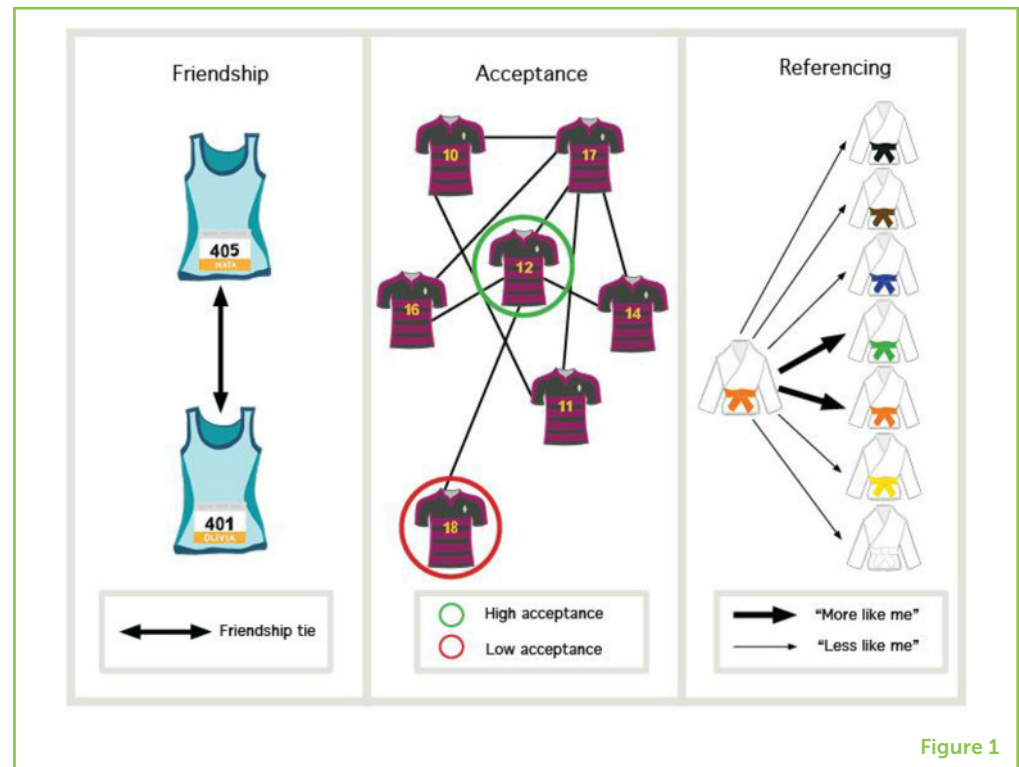 Friendship
405
MATA
401
OLIVIA
Friendship tie
Acceptance
10
17
12
16
14
11
18
High acceptance
Low acceptance
Referencing
"More like me"
"Less like me"
Figure 1